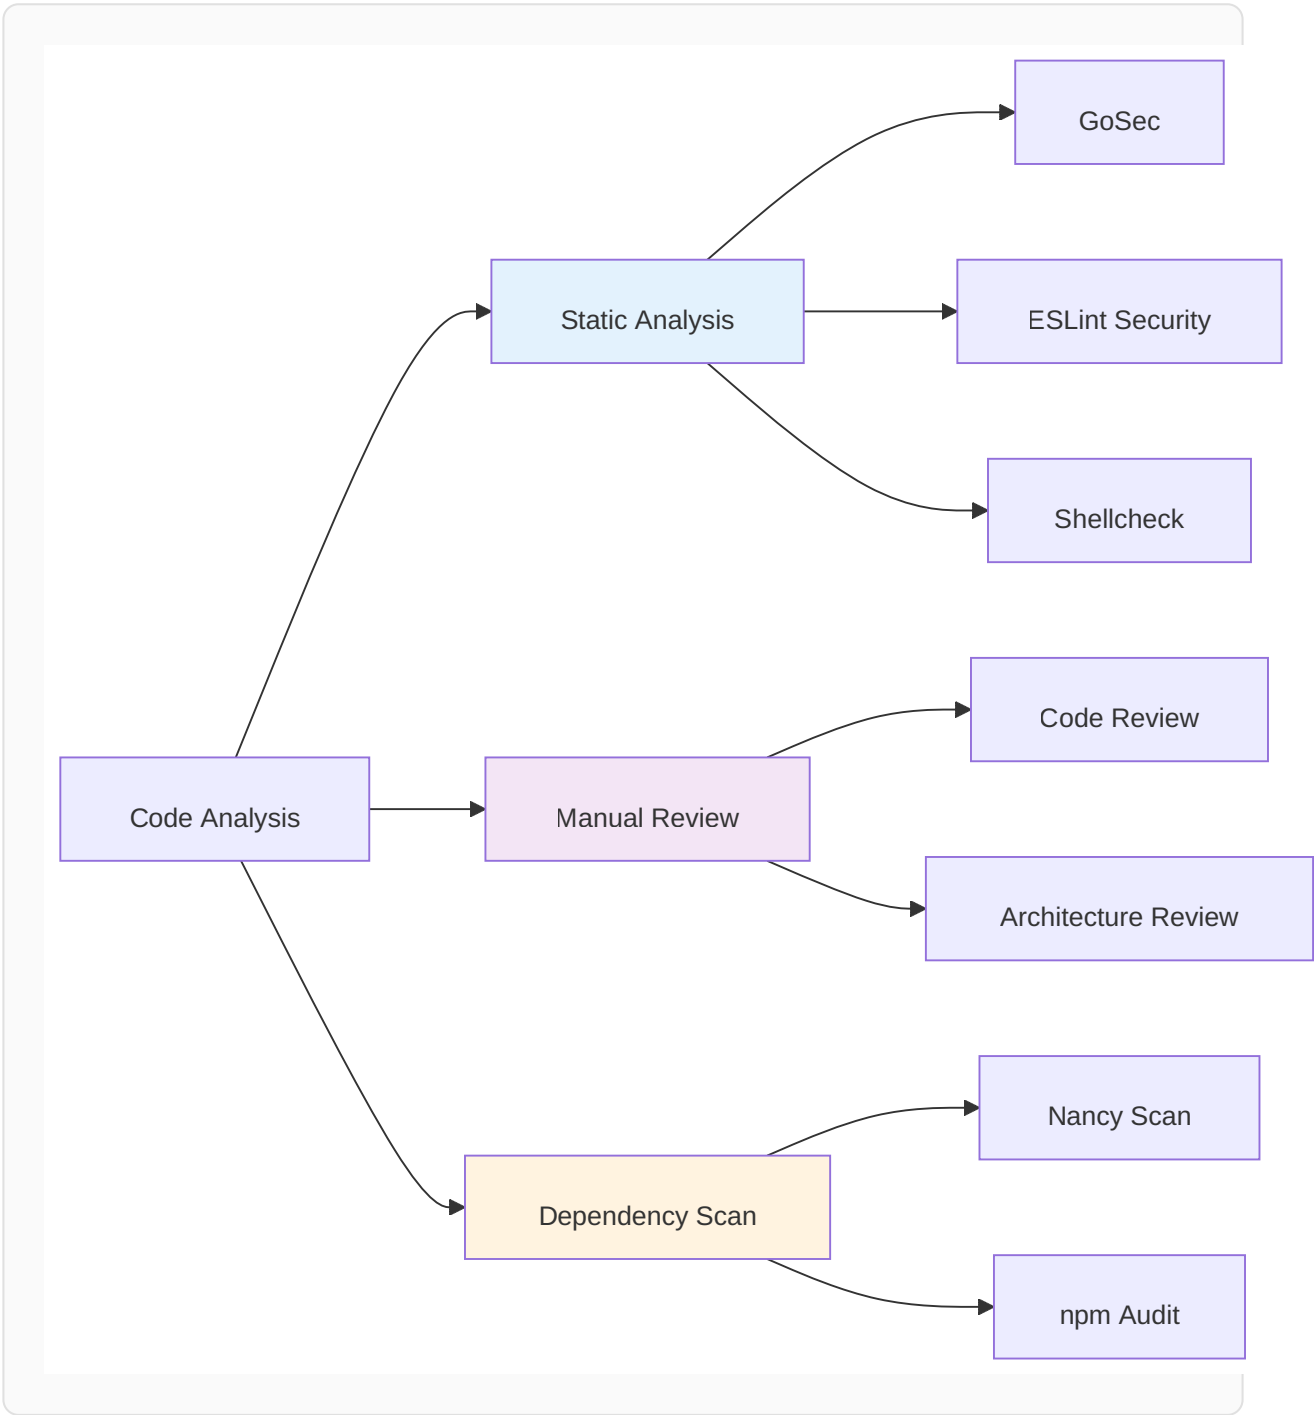 GoSec
Static Analysis
ESLint Security
Shellcheck
Code Review
Code Analysis
Manual Review
Architecture Review
Nancy Scan
Dependency Scan
npm Audit